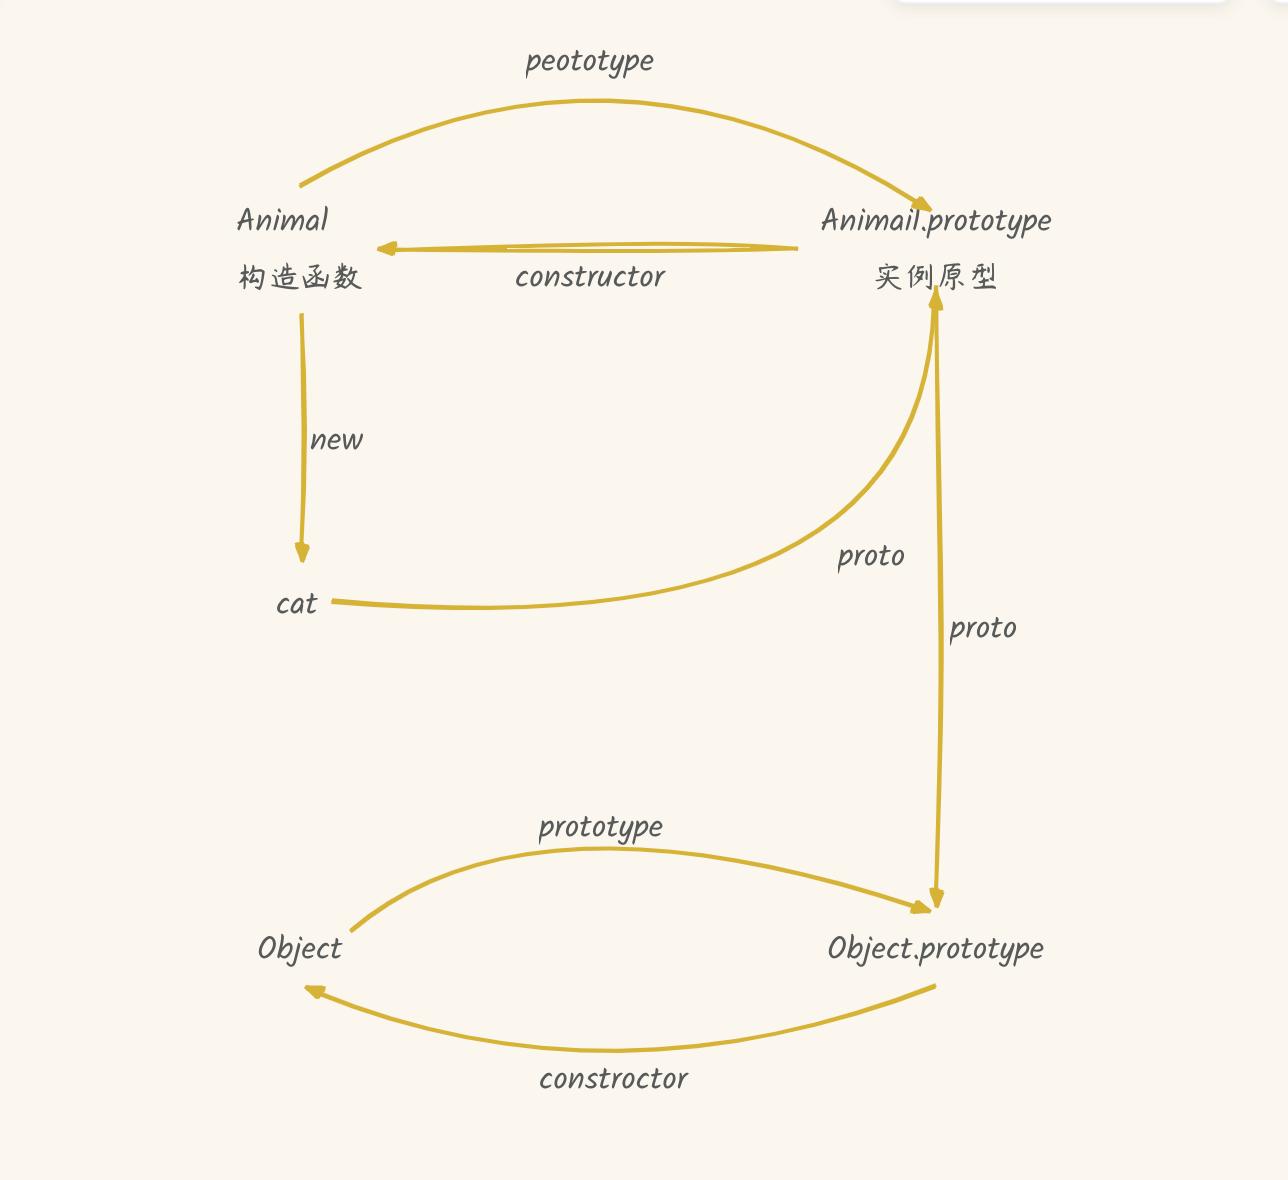 peototype
Animal
Animail.prototype
构造函数
constructor
实例原型
new
proto
cat
proto
prototype
Object
Object.prototype
constroctor